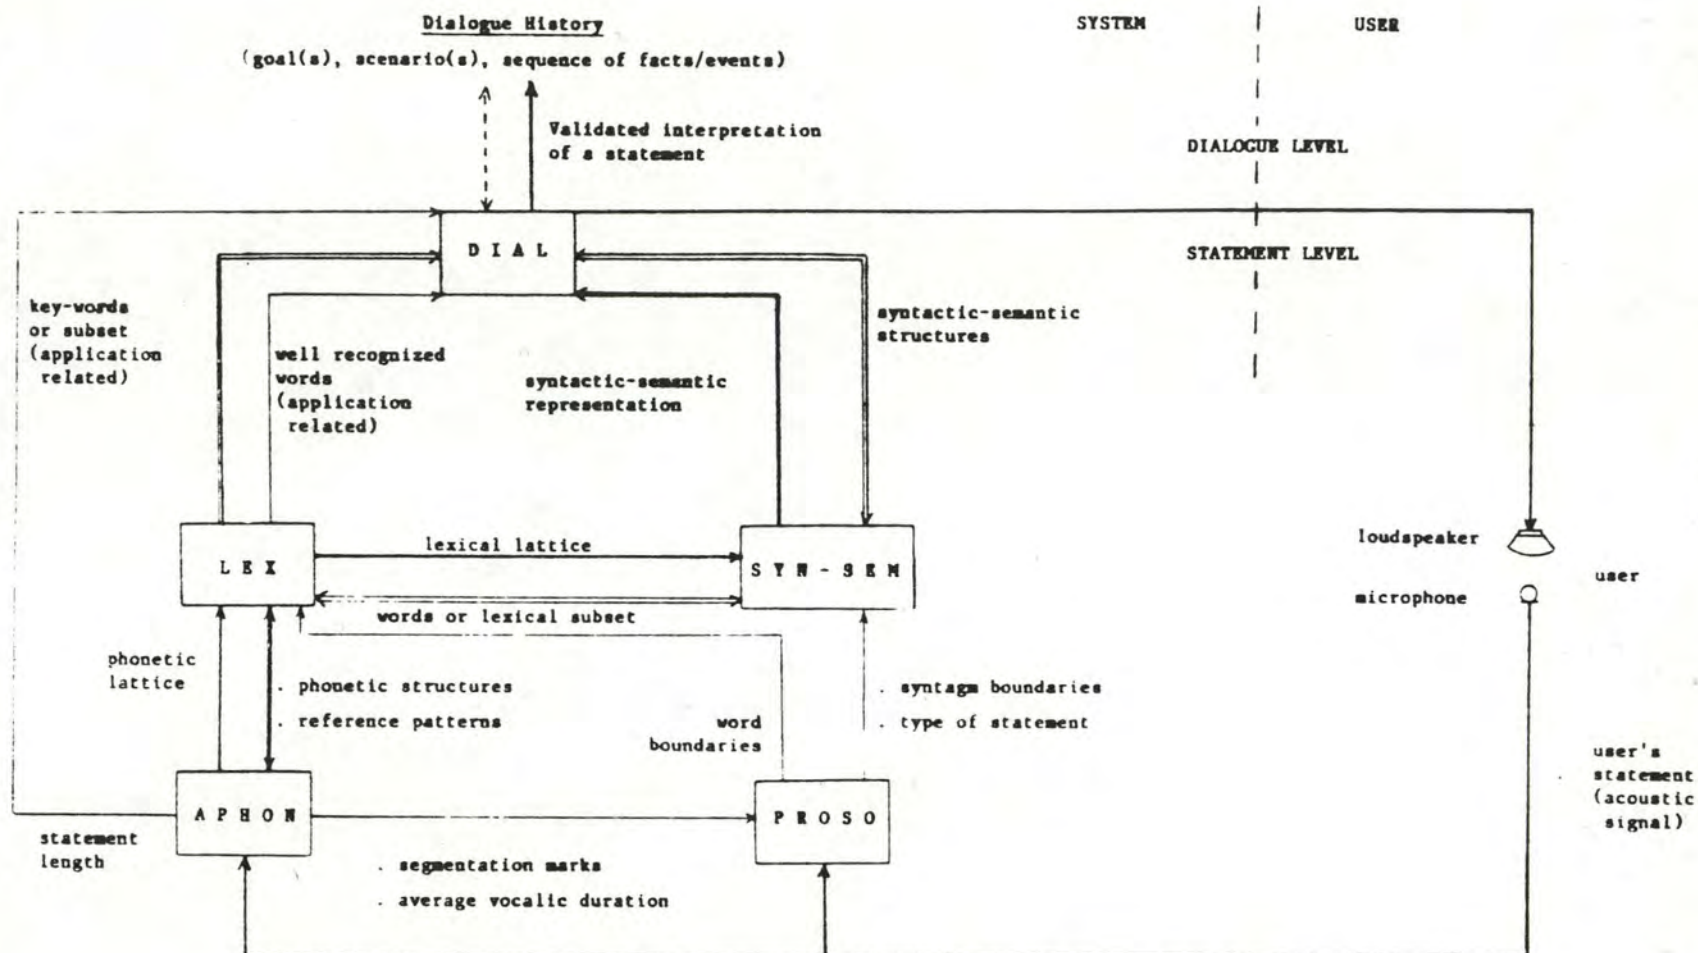 Dialogue History
(goal(s), scenario(s), sequence of facts/events)
SYSTEM
USER
Validated interpretation
of a statement
DIALOGUE LEVEL
STATEMENT LEVEL
D I A L
key-words
or subset
(application
related)
well recognized
words
(application
related)
syntactic-semantic
representation
syntactic-semantic
structures
L E X
lexical lattice
S Y N - S E M
words or lexical subset
loudspeaker
microphone
user
phonetic
lattice
. phonetic structures
. reference patterns
word
boundaries
. syntagm boundaries
. type of statement
A P H O N
P R O S O
statement
length
. segmentation marks
. average vocalic duration
user's
statement
(acoustic
signal)